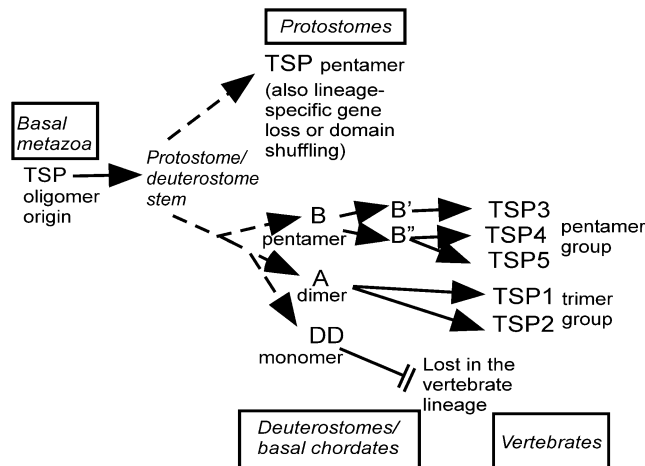 Protostomes
TSP pentamer
(also lineage-
specific gene
loss or domain
shuffling)
Basal
metazoa
TSP
oligomer
origin
Protostome/
deuterostome
stem
B
pentamer
B’
B”
TSP3
TSP4
TSP5
pentamer
group
A
dimer
TSP1
TSP2
trimer
group
DD
monomer
Lost in the
vertebrate
lineage
Deuterostomes/
basal chordates
Vertebrates